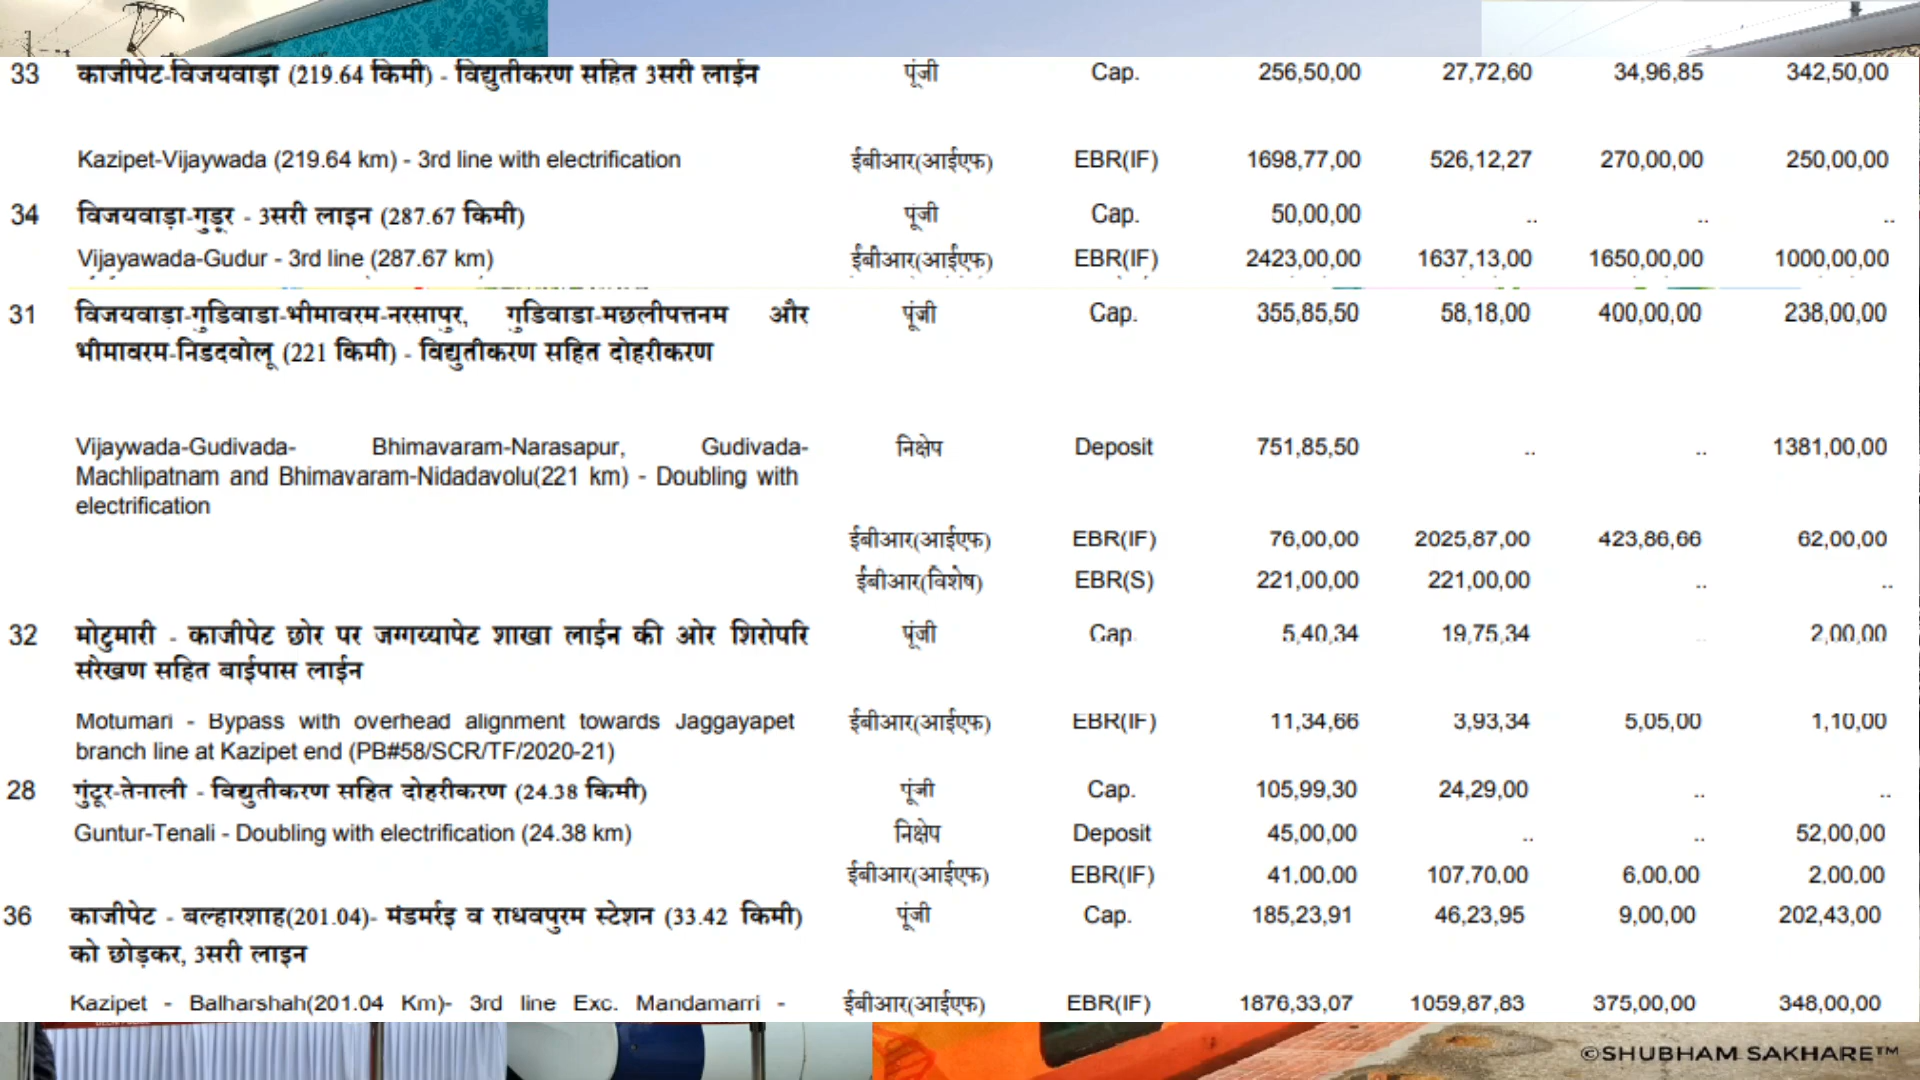 33 काजीपेट-विजयवाड़ा (219.64 किमी) - विद्युतीकरण सहित 3सरी लाईन पूंजी Cap. 256,50,00 27,72,60 34,96,85 342,50,00
Kazipet-Vijaywada (219.64 km) - 3rd line with electrification ईबीआर(आईएफ) EBR(IF) 1698,77,00 526,12,27 270,00,00 250,00,00
34 विजयवाड़ा-गुडूर - 3सरी लाइन (287.67 किमी) पूंजी Cap. 50,00,00 .. .. ..
Vijayawada-Gudur - 3rd line (287.67 km) ईबीआर(आईएफ) EBR(IF) 2423,00,00 1637,13,00 1650,00,00 1000,00,00
31 विजयवाड़ा-गुडिवाडा-भीमावरम-नरसापुर, गुडिवाडा-मछलीपत्तनम और पूंजी Cap. 355,85,50 58,18,00 400,00,00 238,00,00
भीमावरम-निडदवोलू (221 किमी) - विद्युतीकरण सहित दोहरीकरण
Vijaywada-Gudivada- Bhimavaram-Narasapur, Gudivada- निक्षेप Deposit 751,85,50 .. .. 1381,00,00
Machlipatnam and Bhimavaram-Nidadavolu(221 km) - Doubling with
electrification
ईबीआर(आईएफ) EBR(IF) 76,00,00 2025,87,00 423,86,66 62,00,00
ईबीआर(विशेष) EBR(S) 221,00,00 221,00,00 .. ..
32 मोटुमारी - काजीपेट छोर पर जग्गय्यापेट शाखा लाईन की ओर शिरोपरि पूंजी Cap. 5,40,34 19,75,34 .. 2,00,00
संरेखण सहित बाईपास लाईन
Motumari - Bypass with overhead alignment towards Jaggayapet ईबीआर(आईएफ) EBR(IF) 11,34,66 3,93,34 5,05,00 1,10,00
branch line at Kazipet end (PB#58/SCR/TF/2020-21)
28 गुंटूर-तेनाली - विद्युतीकरण सहित दोहरीकरण (24.38 किमी) पूंजी Cap. 105,99,30 24,29,00 .. ..
Guntur-Tenali - Doubling with electrification (24.38 km) निक्षेप Deposit 45,00,00 .. .. 52,00,00
ईबीआर(आईएफ) EBR(IF) 41,00,00 107,70,00 6,00,00 2,00,00
36 काजीपेट - बल्हारशाह(201.04)- मंडमर्रइ व राधवपुरम स्टेशन (33.42 किमी) पूंजी Cap. 185,23,91 46,23,95 9,00,00 202,43,00
को छोड़कर, 3सरी लाइन
Kazipet - Balharshah(201.04 Km)- 3rd line Exc. Mandamarri - ईबीआर(आईएफ) EBR(IF) 1876,33,07 1059,87,83 375,00,00 348,00,00
©SHUBHAM SAKHARE™